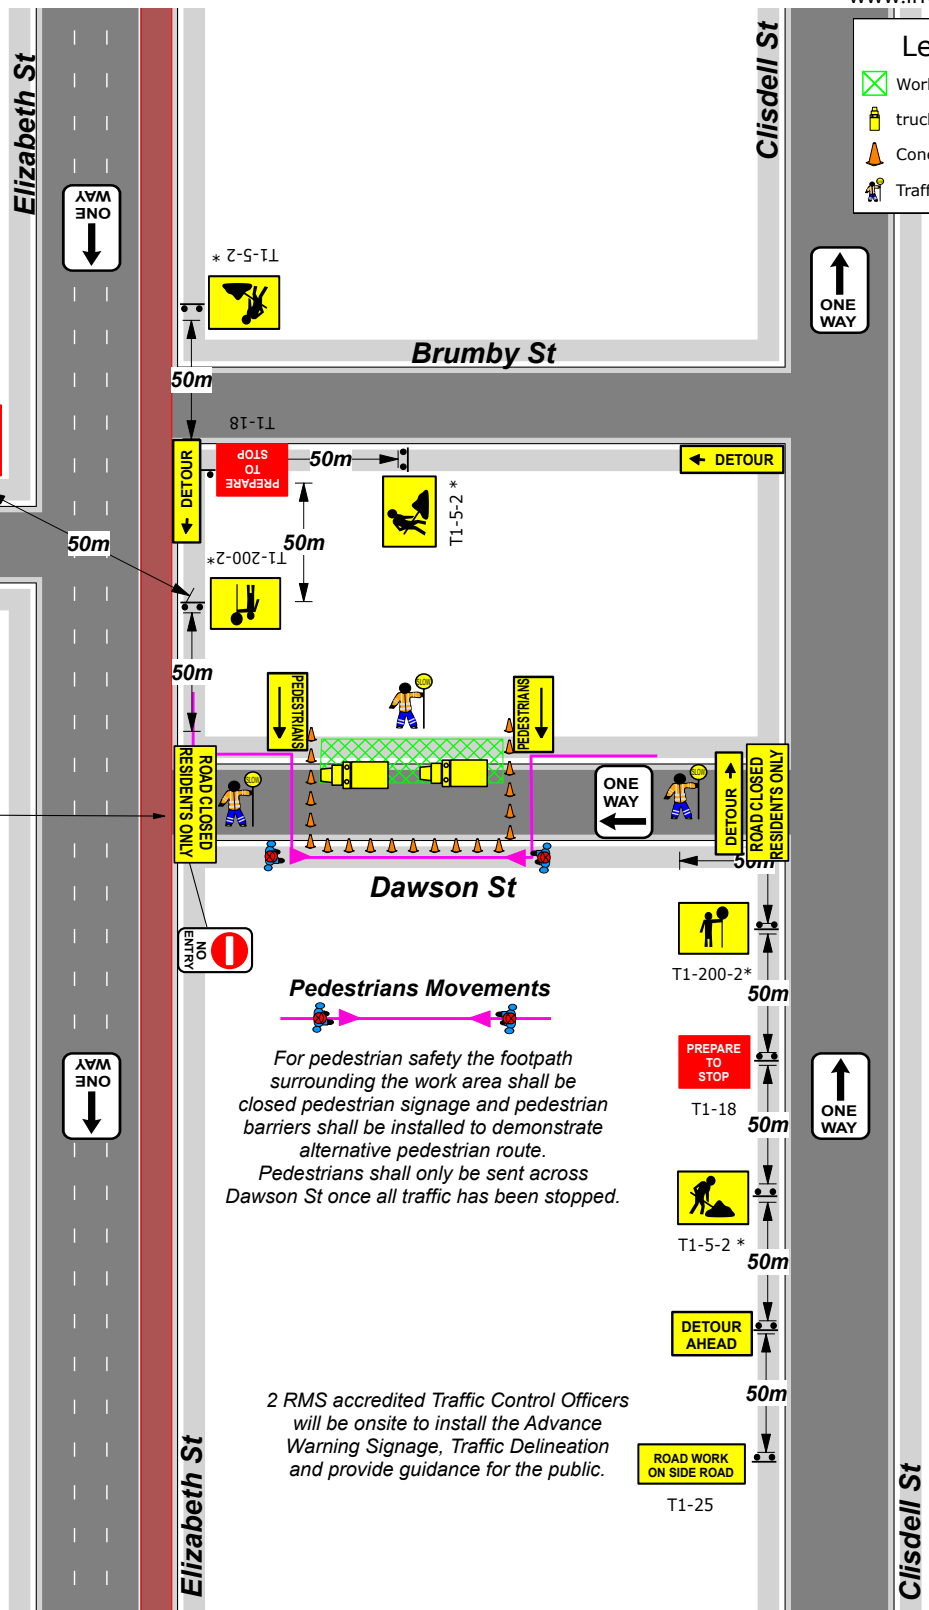 Elizabeth St
Clisdell St
ONE
WAY
T1-5-2 *
ONE
WAY
Brumby St
50m
T1-18
DETOUR
PREPARE
TO
STOP
50m
DETOUR
T1-5-2 *
50m
50m
T1-200-2*
50m
PEDESTRIANS
SLOW
PEDESTRIANS
ROAD CLOSED
RESIDENTS ONLY
SLOW
ONE
WAY
SLOW
DETOUR
ROAD CLOSED
RESIDENTS ONLY
50m
Dawson St
NO
ENTRY
T1-200-2*
50m
Pedestrians Movements
PREPARE
TO
STOP
T1-18
For pedestrian safety the footpath
surrounding the work area shall be
closed pedestrian signage and pedestrian
barriers shall be installed to demonstrate
alternative pedestrian route.
Pedestrians shall only be sent across
Dawson St once all traffic has been stopped.
ONE
WAY
ONE
WAY
50m
T1-5-2 *
50m
DETOUR
AHEAD
50m
2 RMS accredited Traffic Control Officers
will be onsite to install the Advance
Warning Signage, Traffic Delineation
and provide guidance for the public.
ROAD WORK
ON SIDE ROAD
T1-25
Elizabeth St
Clisdell St